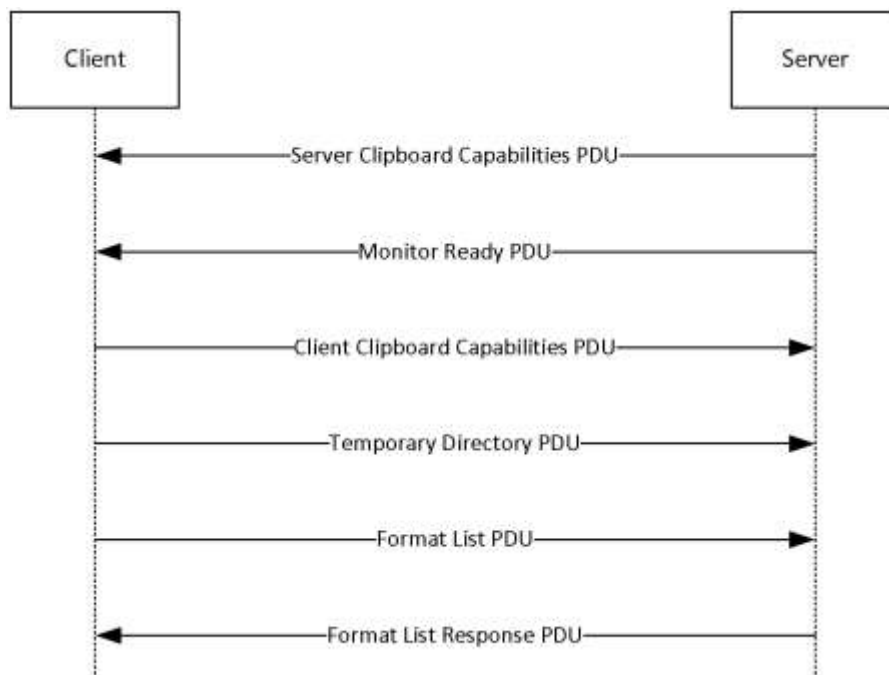 Client
Server
Server Clipboard Capabilities PDU
Monitor Ready PDU
Client Clipboard Capabilities PDU
Temporary Directory PDU
Format List PDU
Format List Response PDU